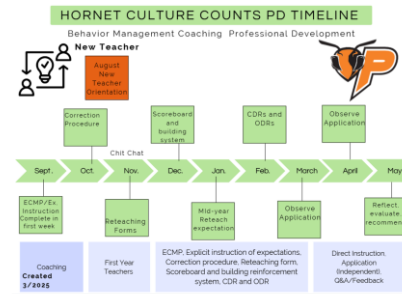 HORNET CULTURE COUNTS PD TIMELINE
Behavior Management Coaching Professional Development
New Teacher
August
New
Teacher
Orientation
P
Correction
Procedure
Scoreboard
and
building
system
CDRs and
ODRs
Observe
Application
Chit Chat
Sept.
Oct.
Nov.
Dec.
Jan.
Feb.
March
April
May
ECMP/Ex.
Instruction
Complete in
first week
Reteaching
Forms
Mid-year
Reteach
expectation
Observe
Application
Reflect,
evaluate,
recommen
Coaching
Created
3/2025
First Year
Teachers
ECMP, Explicit instruction of expectations,
Correction procedure, Reteaching form,
Scoreboard and building reinforcement
system, CDR and ODR
Direct Instruction,
Application
(Independent),
Q&A/Feedback